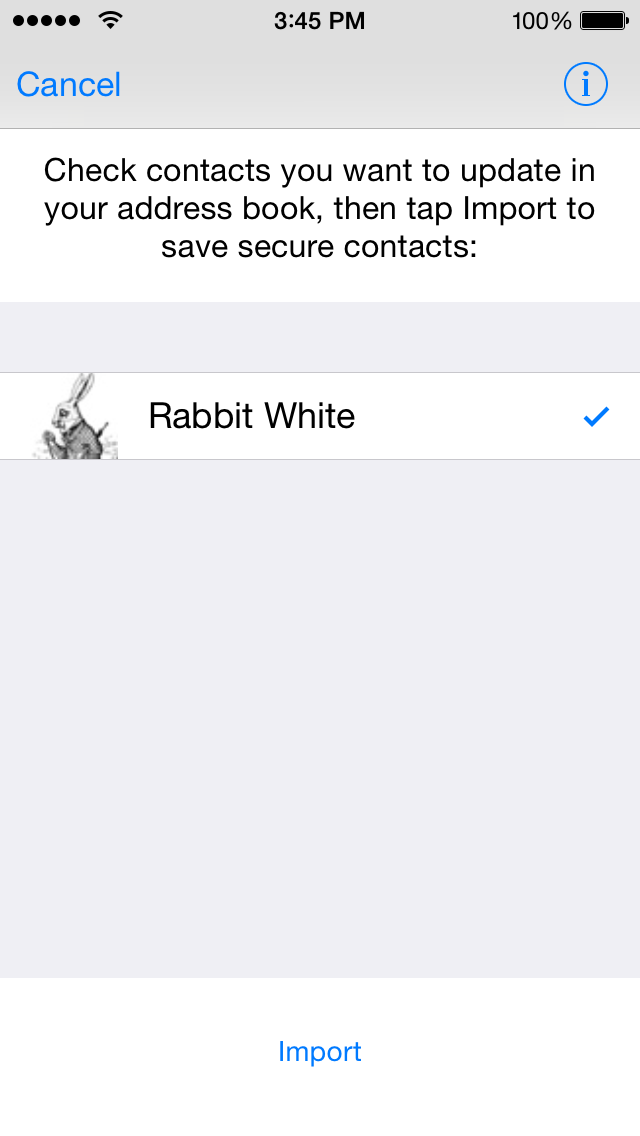 3:45 PM 100%
Cancel i
Check contacts you want to update in
your address book, then tap Import to
save secure contacts:
Rabbit White
Import